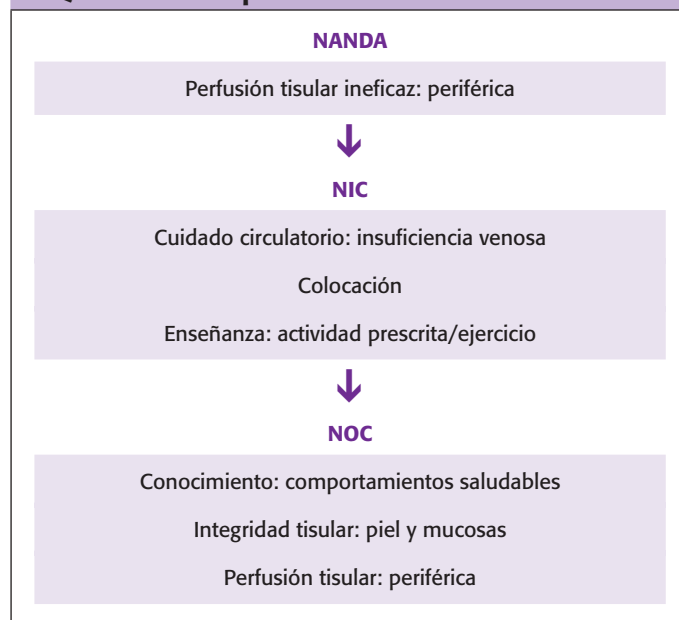 NANDA
Perfusión tisular ineficaz: periférica
NIC
Cuidado circulatorio: insuficiencia venosa
Colocación
Enseñanza: actividad prescrita/ejercicio
NOC
Conocimiento: comportamientos saludables
Integridad tisular: piel y mucosas
Perfusión tisular: periférica